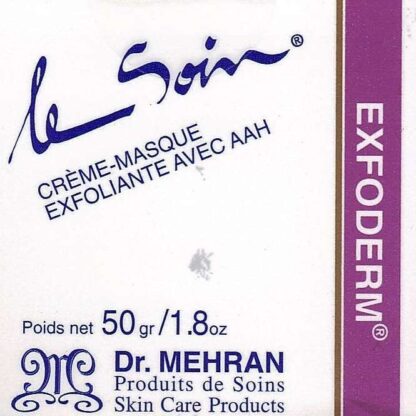 le Soin®
CRÈME-MASQUE
EXFOLIANTE AVEC AAH
EXFODERM®
Poids net 50 gr /1.8oz
Dr. MEHRAN
Produits de Soins
Skin Care Products